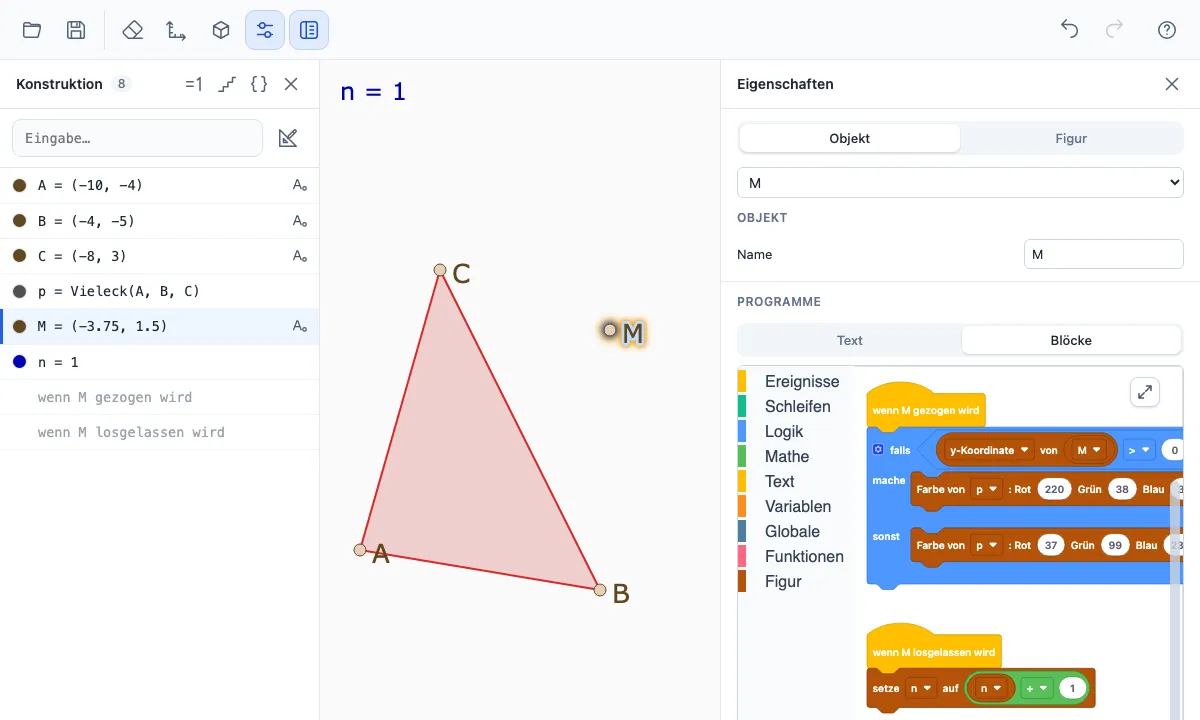 Konstruktion 8
=1
{}
Eingabe…
A = (−10, −4)
B = (−4, −5)
C = (−8, 3)
p = Vieleck(A, B, C)
M = (−3.75, 1.5)
n = 1
wenn M gezogen wird
wenn M losgelassen wird
n = 1
C
M
A
B
Eigenschaften
Objekt Figur
M
OBJEKT
Name M
PROGRAMME
Text Blöcke
Ereignisse
Schleifen
Logik
Mathe
Text
Variablen
Globale
Funktionen
Figur
wenn M gezogen wird
falls y-Koordinate von M > 0
mache Farbe von p : Rot 220 Grün 38 Blau
sonst Farbe von p : Rot 37 Grün 99 Blau
wenn M losgelassen wird
setze n auf n + 1